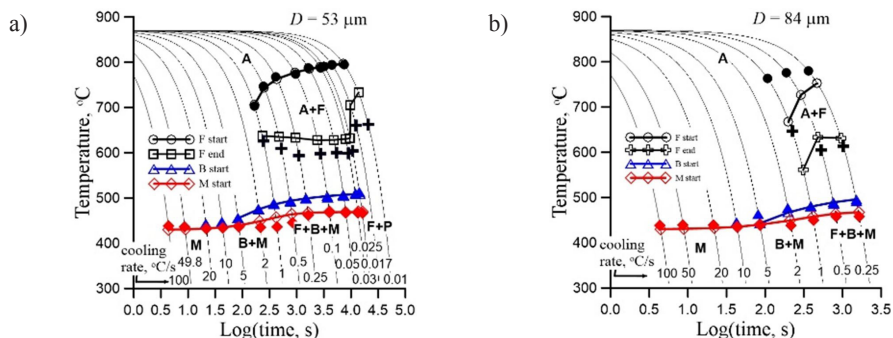 a)
D = 53 μm
900
800
700
600
500
400
300
Temperature, °C
A
A+F
F start
F end
B start
M start
M
B+M
F+B+M
F+P
cooling
rate, °C/s
100
49.8
20
10
5
2
1
0.5
0.25
0.1
0.05
0.03
0.025
0.017
0.01
0.0 0.5 1.0 1.5 2.0 2.5 3.0 3.5 4.0 4.5 5.0
Log(time, s)
b)
D = 84 μm
900
800
700
600
500
400
300
Temperature, °C
A
A+F
F start
F end
B start
M start
M
B+M
F+B+M
cooling
rate, °C/s
100 50 20 10 5 2 1 0.5 0.25
0.0 0.5 1.0 1.5 2.0 2.5 3.0 3.5
Log(time, s)